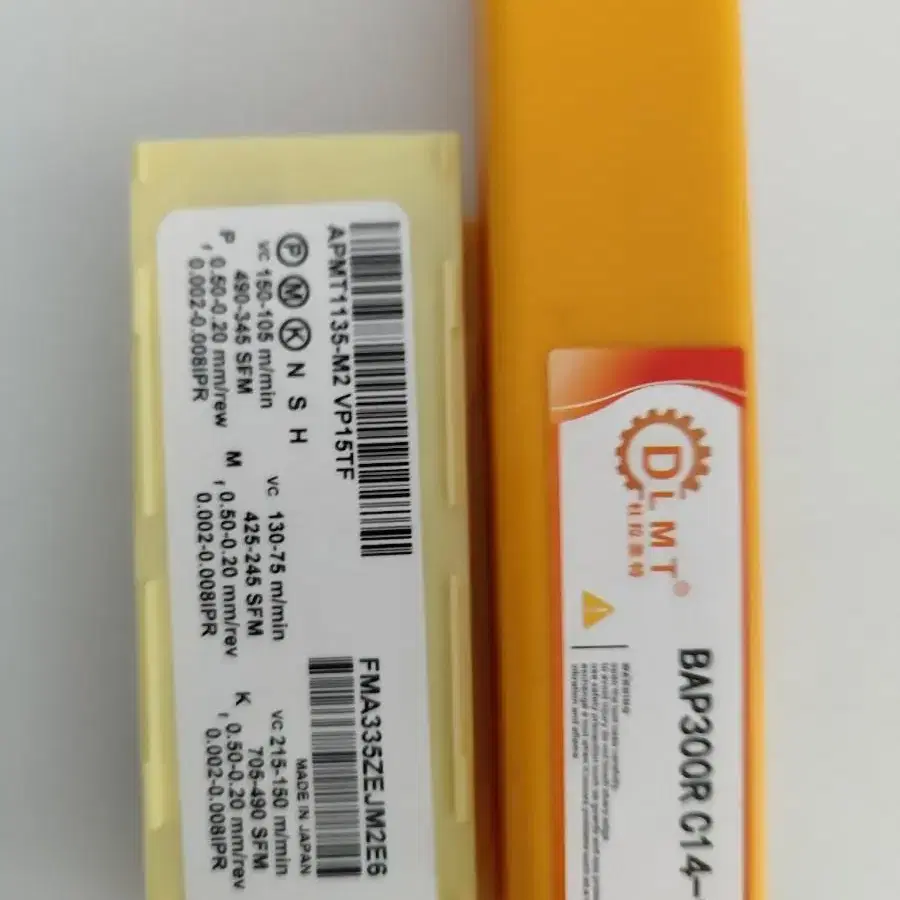 APMT1135-M2 VP15TF
P M K N S H
VC 150-105 m/min
490-345 SFM
P, 0.50-0.20 mm/rew
0.002-0.008IPR
VC 130-75 m/min
425-245 SFM
M, 0.50-0.20 mm/rev
0.002-0.008IPR
VC 215-150 m/min
705-490 SFM
K, 0.50-0.20 mm/rev
0.002-0.008IPR
FMA335ZEJM2E6
MADE IN JAPAN
DLMT®
BAP300R C14-
WARNING